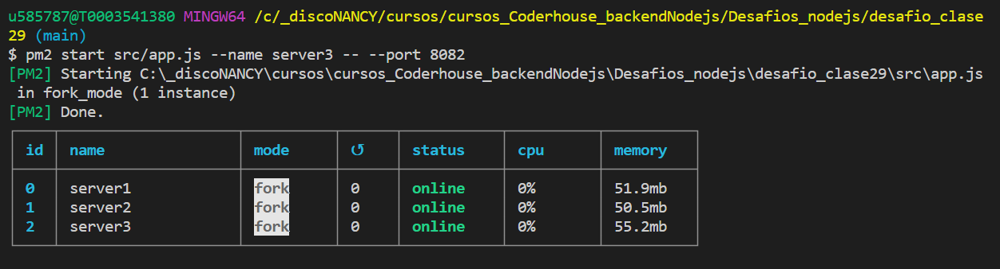 u585787@T0003541380 MINGW64 /c/_discoNANCY/cursos/cursos_Coderhouse_backendNodejs/Desafios_nodejs/desafio_clase
29 (main)
$ pm2 start src/app.js --name server3 -- --port 8082
[PM2] Starting C:\_discoNANCY\cursos\cursos_Coderhouse_backendNodejs\Desafios_nodejs\desafio_clase29\src\app.js
in fork_mode (1 instance)
[PM2] Done.
id name mode ↺ status cpu memory
0 server1 fork 0 online 0% 51.9mb
1 server2 fork 0 online 0% 50.5mb
2 server3 fork 0 online 0% 55.2mb